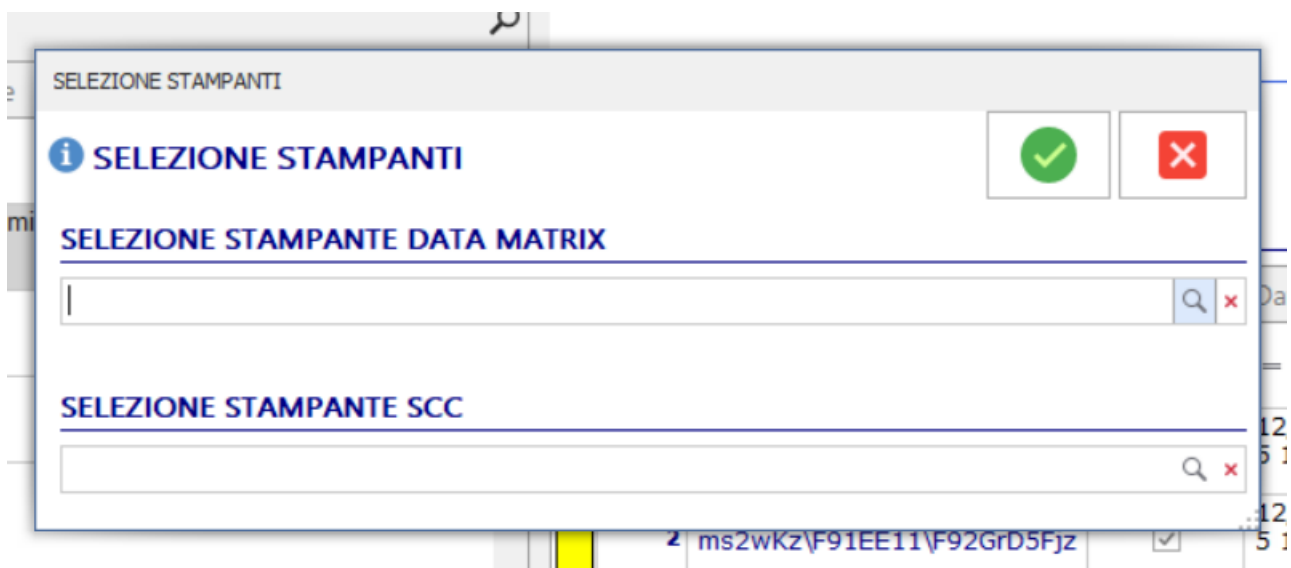 SELEZIONE STAMPANTI
SELEZIONE STAMPANTI
SELEZIONE STAMPANTE DATA MATRIX
SELEZIONE STAMPANTE SCC
2 ms2wKz\F91EE11\F92GrD5Fjz